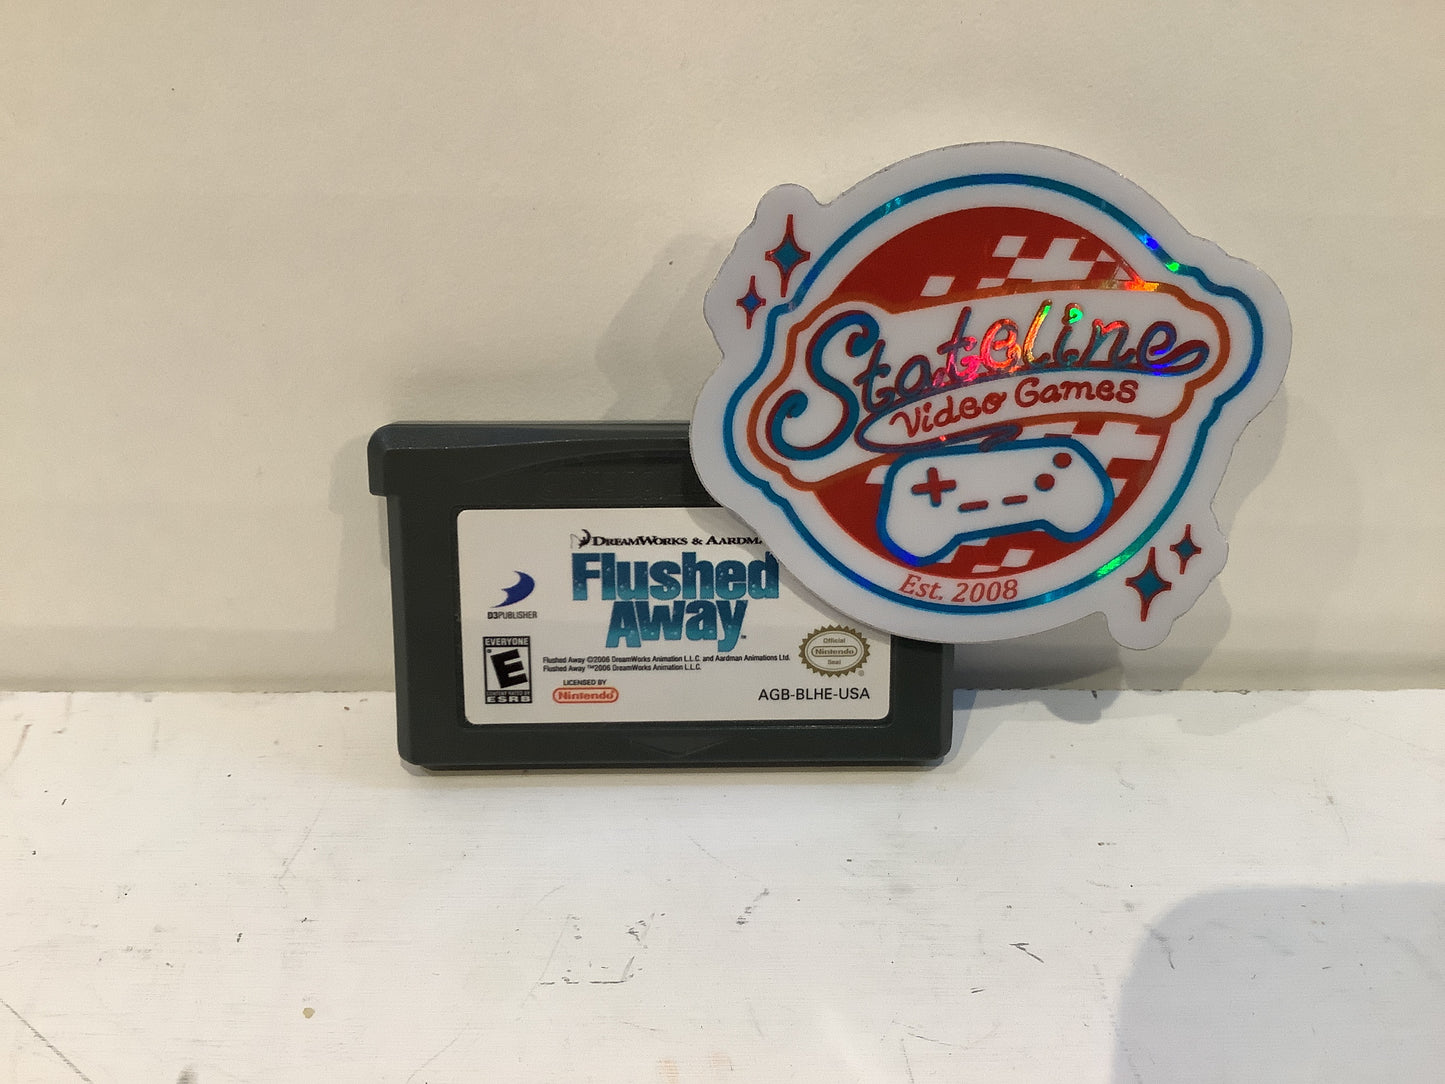 Stateline
Video Games
Est. 2008
DREAMWORKS & AARDMA
Flushed
Away™
D3PUBLISHER
EVERYONE
E
CONTENT RATED BY
ESRB
Flushed Away ©2006 DreamWorks Animation L.L.C. and Aardman Animations Ltd.
Flushed Away ™2006 DreamWorks Animation L.L.C.
LICENSED BY
Nintendo
Official
Nintendo
Seal
®
AGB-BLHE-USA